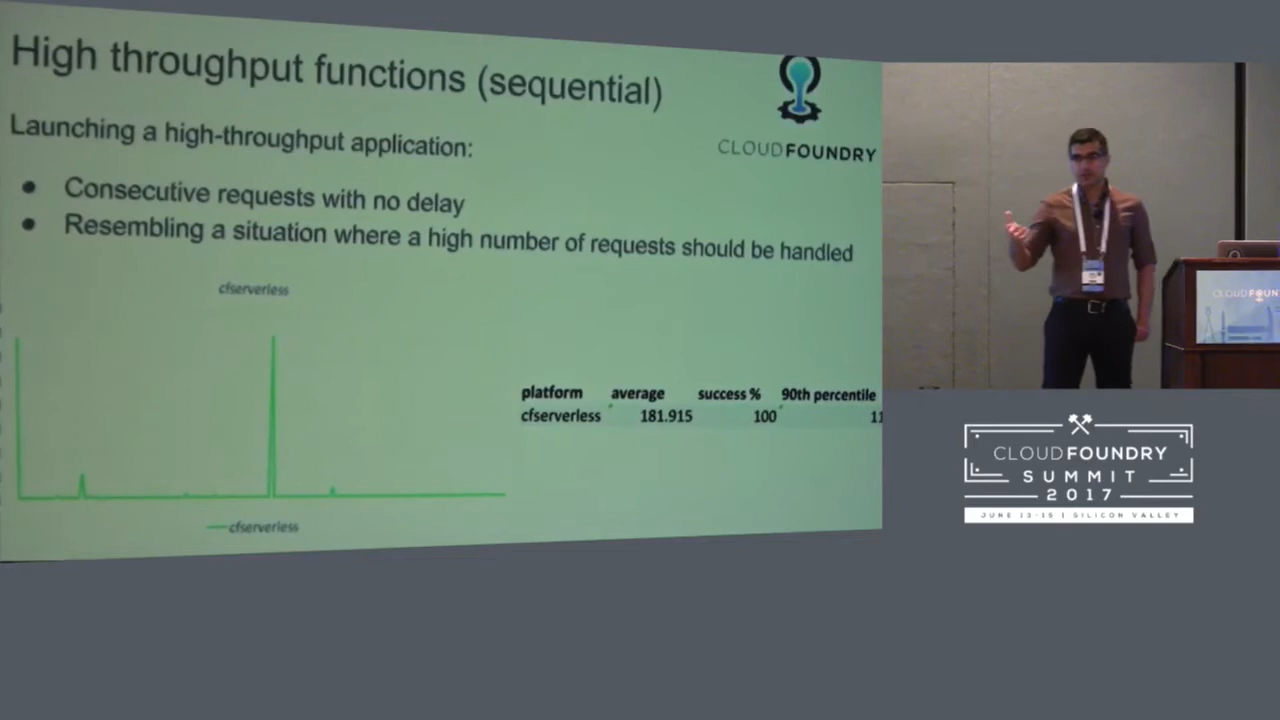 High throughput functions (sequential)
CLOUDFOUNDRY
Launching a high-throughput application:
Consecutive requests with no delay
Resembling a situation where a high number of requests should be handled
cfserverless
platform average success % 90th percentile
cfserverless 181.915 100 11
cfserverless
CLOUDFOUN
CLOUDFOUNDRY
SUMMIT
2017
JUNE 13-15 | SILICON VALLEY